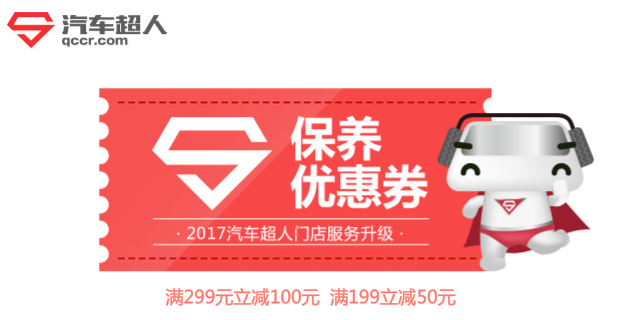 汽车超人
qccr.com
保养
优惠券
·2017汽车超人门店服务升级·
满299元立减100元 满199立减50元